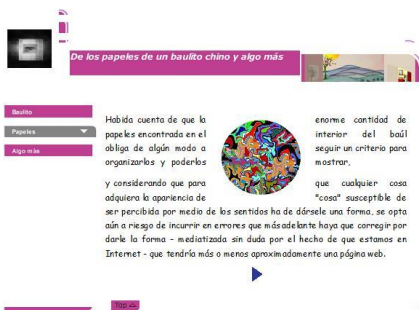 De los papeles de un baulito chino y algo más
Baulito
Papeles
Algo más
Habida cuenta de que la enorme cantidad de
papeles encontrada en el interior del baúl
obliga de algún modo a seguir un criterio para
organizarlos y poderlos mostrar,
y considerando que para que cualquier cosa
adquiera la apariencia de "cosa" susceptible de
ser percibida por medio de los sentidos ha de dársele una forma, se opta
aún a riesgo de incurrir en errores que más adelante haya que corregir por
darle la forma - mediatizada sin duda por el hecho de que estamos en
Internet - que tendría más o menos aproximadamente una página web.
Top